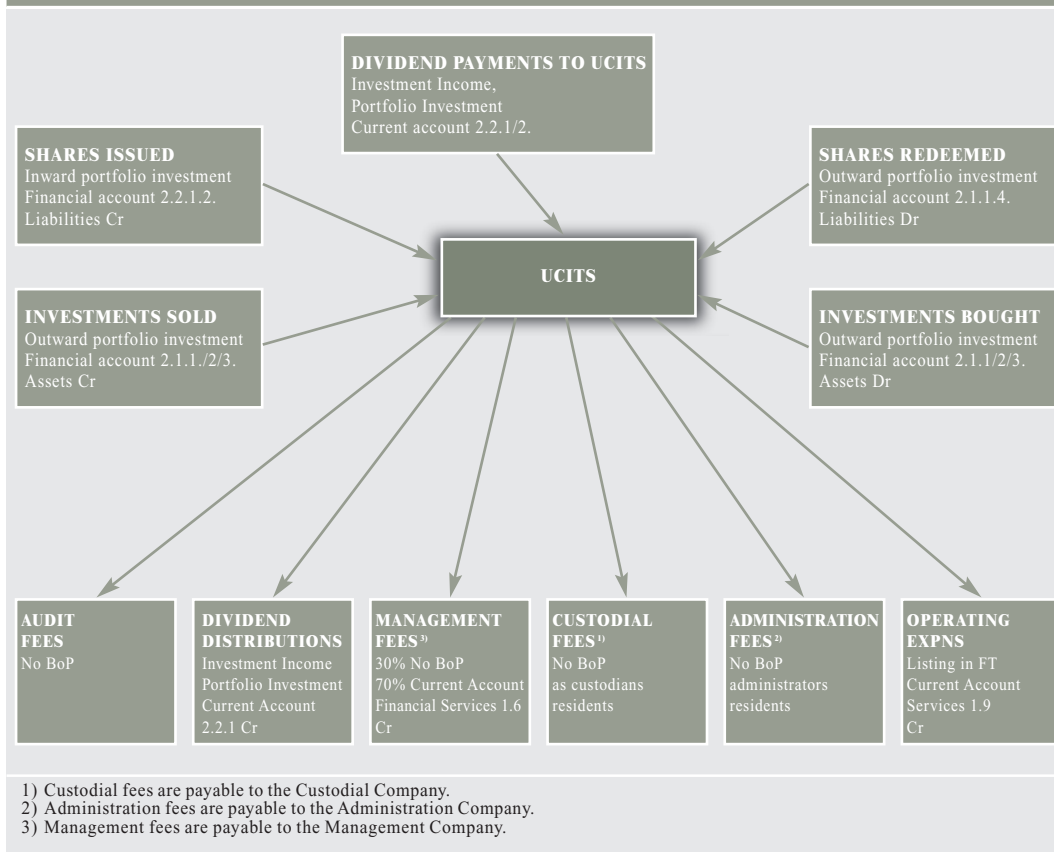 DIVIDEND PAYMENTS TO UCITS
Investment Income,
Portfolio Investment
Current account 2.2.1/2.
SHARES ISSUED
Inward portfolio investment
Financial account 2.2.1.2.
Liabilities Cr
SHARES REDEEMED
Outward portfolio investment
Financial account 2.1.1.4.
Liabilities Dr
UCITS
INVESTMENTS SOLD
Outward portfolio investment
Financial account 2.1.1./2/3.
Assets Cr
INVESTMENTS BOUGHT
Outward portfolio investment
Financial account 2.1.1/2/3.
Assets Dr
AUDIT
FEES
No BoP
DIVIDEND
DISTRIBUTIONS
Investment Income
Portfolio Investment
Current Account
2.2.1 Cr
MANAGEMENT
FEES 3)
30% No BoP
70% Current Account
Financial Services 1.6
Cr
CUSTODIAL
FEES 1)
No BoP
as custodians
residents
ADMINISTRATION
FEES 2)
No BoP
administrators
residents
OPERATING
EXPNS
Listing in FT
Current Account
Services 1.9
Cr
1) Custodial fees are payable to the Custodial Company.
2) Administration fees are payable to the Administration Company.
3) Management fees are payable to the Management Company.